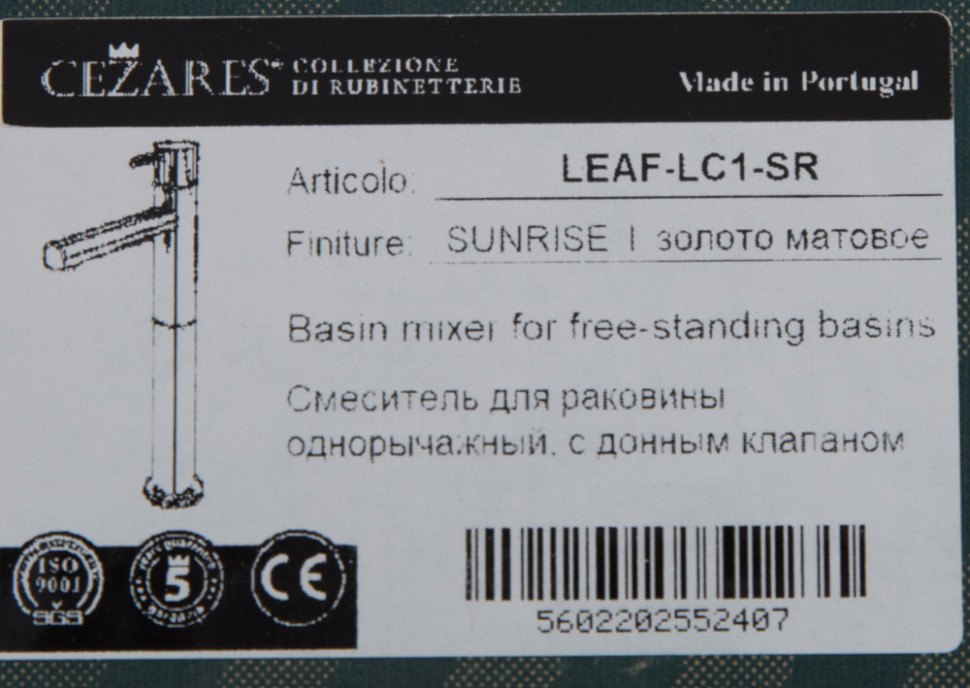 CEZARES® COLLEZIONE
DI RUBINETTERIE
Made in Portugal
Articolo: LEAF-LC1-SR
Finiture: SUNRISE | золото матовое
Basin mixer for free-standing basins
Смеситель для раковины
однорычажный, с донным клапаном
ISO
9001
SGS
5
CE
5602202552407